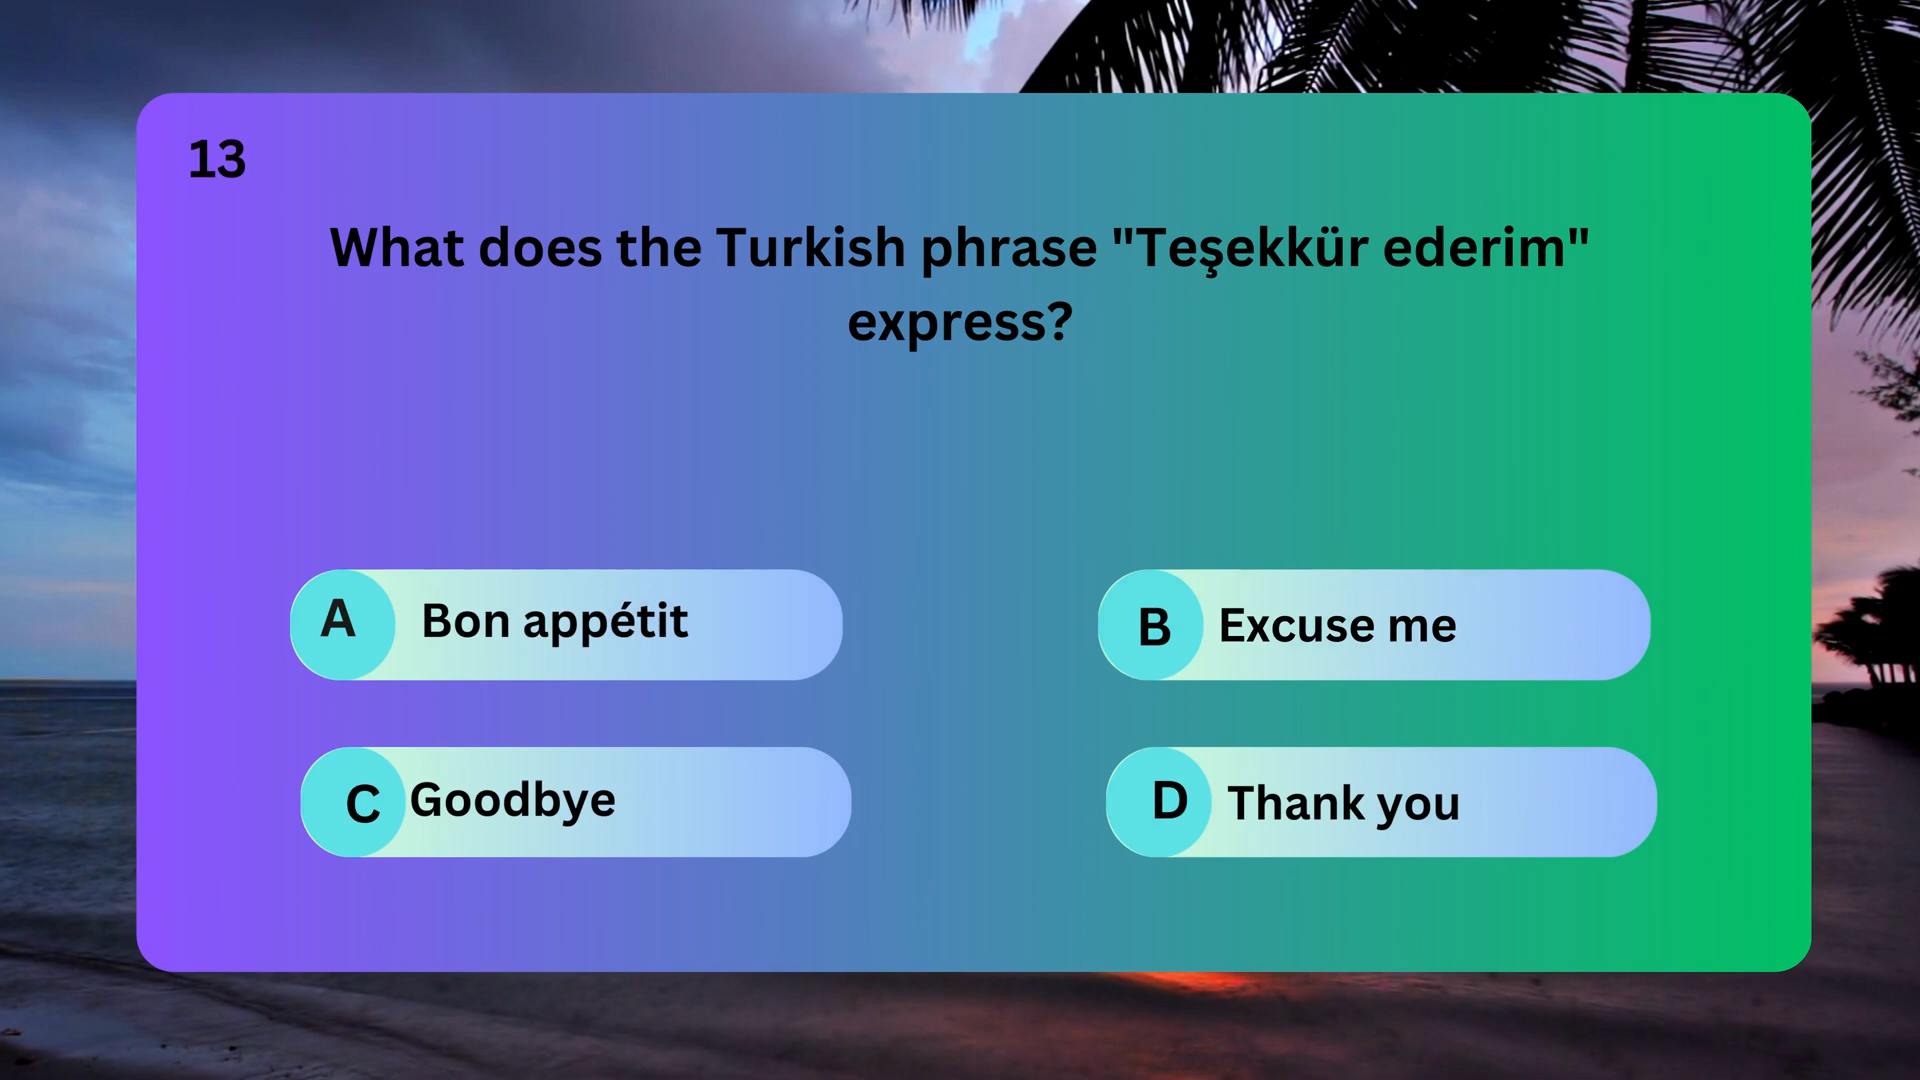 13
What does the Turkish phrase "Teşekkür ederim"
express?
A Bon appétit
B Excuse me
C Goodbye
D Thank you